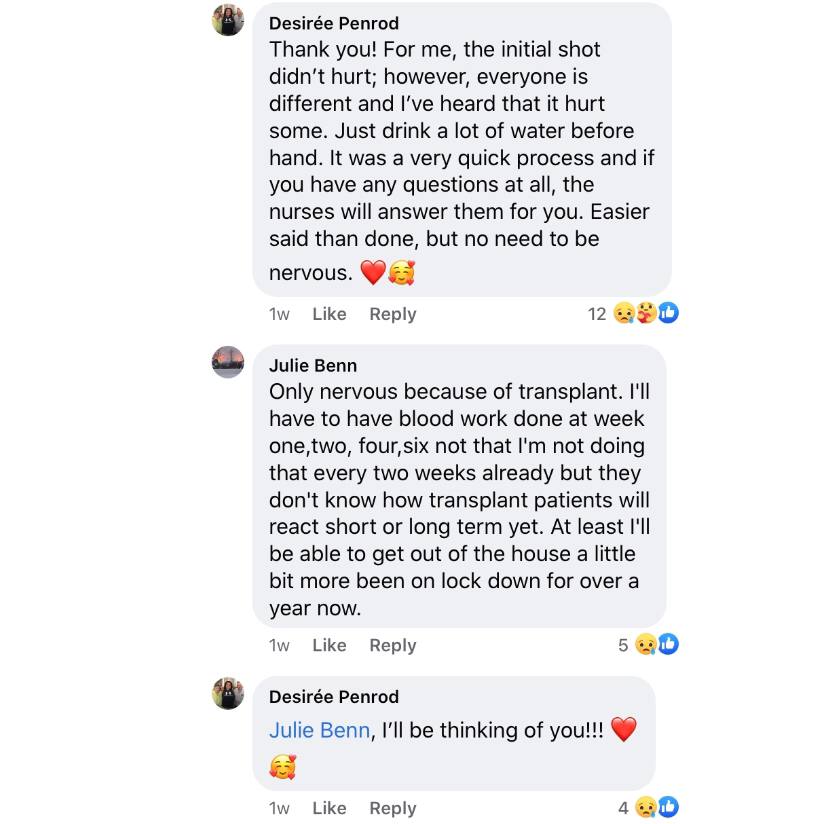 Desirée Penrod
Thank you! For me, the initial shot
didn’t hurt; however, everyone is
different and I’ve heard that it hurt
some. Just drink a lot of water before
hand. It was a very quick process and if
you have any questions at all, the
nurses will answer them for you. Easier
said than done, but no need to be
nervous. ❤️🥰
1w Like Reply 12
Julie Benn
Only nervous because of transplant. I'll
have to have blood work done at week
one,two, four,six not that I'm not doing
that every two weeks already but they
don't know how transplant patients will
react short or long term yet. At least I'll
be able to get out of the house a little
bit more been on lock down for over a
year now.
1w Like Reply 5
Desirée Penrod
Julie Benn, I’ll be thinking of you!!! ❤️
🥰
1w Like Reply 4